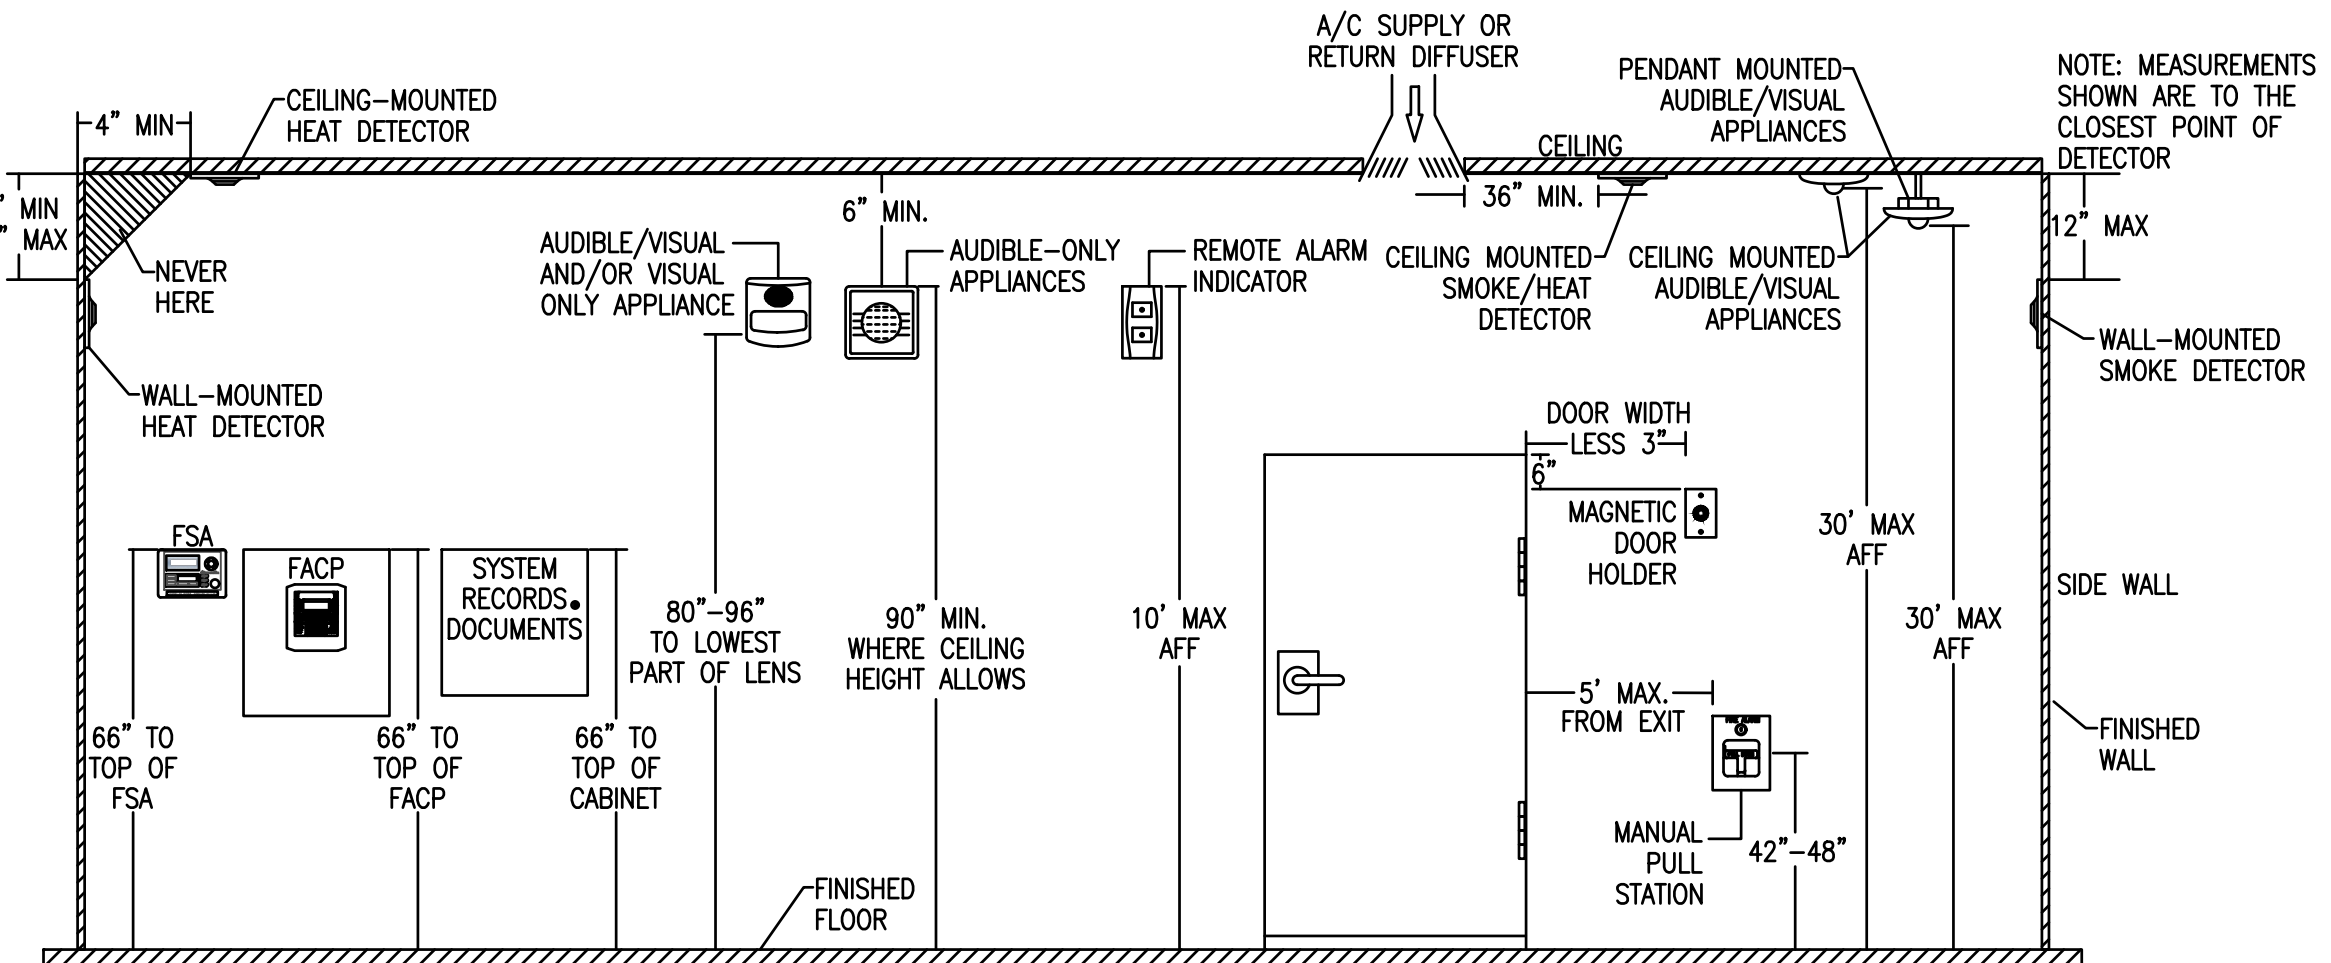 A/C SUPPLY OR
RETURN DIFFUSER
PENDANT MOUNTED
AUDIBLE/VISUAL
APPLIANCES
NOTE: MEASUREMENTS
SHOWN ARE TO THE
CLOSEST POINT OF
DETECTOR
CEILING-MOUNTED
HEAT DETECTOR
4" MIN
CEILING
' MIN
" MAX
6" MIN.
36" MIN.
12" MAX
NEVER
HERE
AUDIBLE/VISUAL
AND/OR VISUAL
ONLY APPLIANCE
AUDIBLE-ONLY
APPLIANCES
REMOTE ALARM
INDICATOR
CEILING MOUNTED
SMOKE/HEAT
DETECTOR
CEILING MOUNTED
AUDIBLE/VISUAL
APPLIANCES
WALL-MOUNTED
SMOKE DETECTOR
WALL-MOUNTED
HEAT DETECTOR
DOOR WIDTH
LESS 3"
6"
MAGNETIC
DOOR
HOLDER
30' MAX
AFF
FSA
FACP
SYSTEM
RECORDS
DOCUMENTS
SIDE WALL
80"-96"
TO LOWEST
PART OF LENS
90" MIN.
WHERE CEILING
HEIGHT ALLOWS
10' MAX
AFF
30' MAX
AFF
5' MAX.
FROM EXIT
66" TO
TOP OF
FSA
66" TO
TOP OF
FACP
66" TO
TOP OF
CABINET
FINISHED
WALL
MANUAL
PULL
STATION
42"-48"
FINISHED
FLOOR